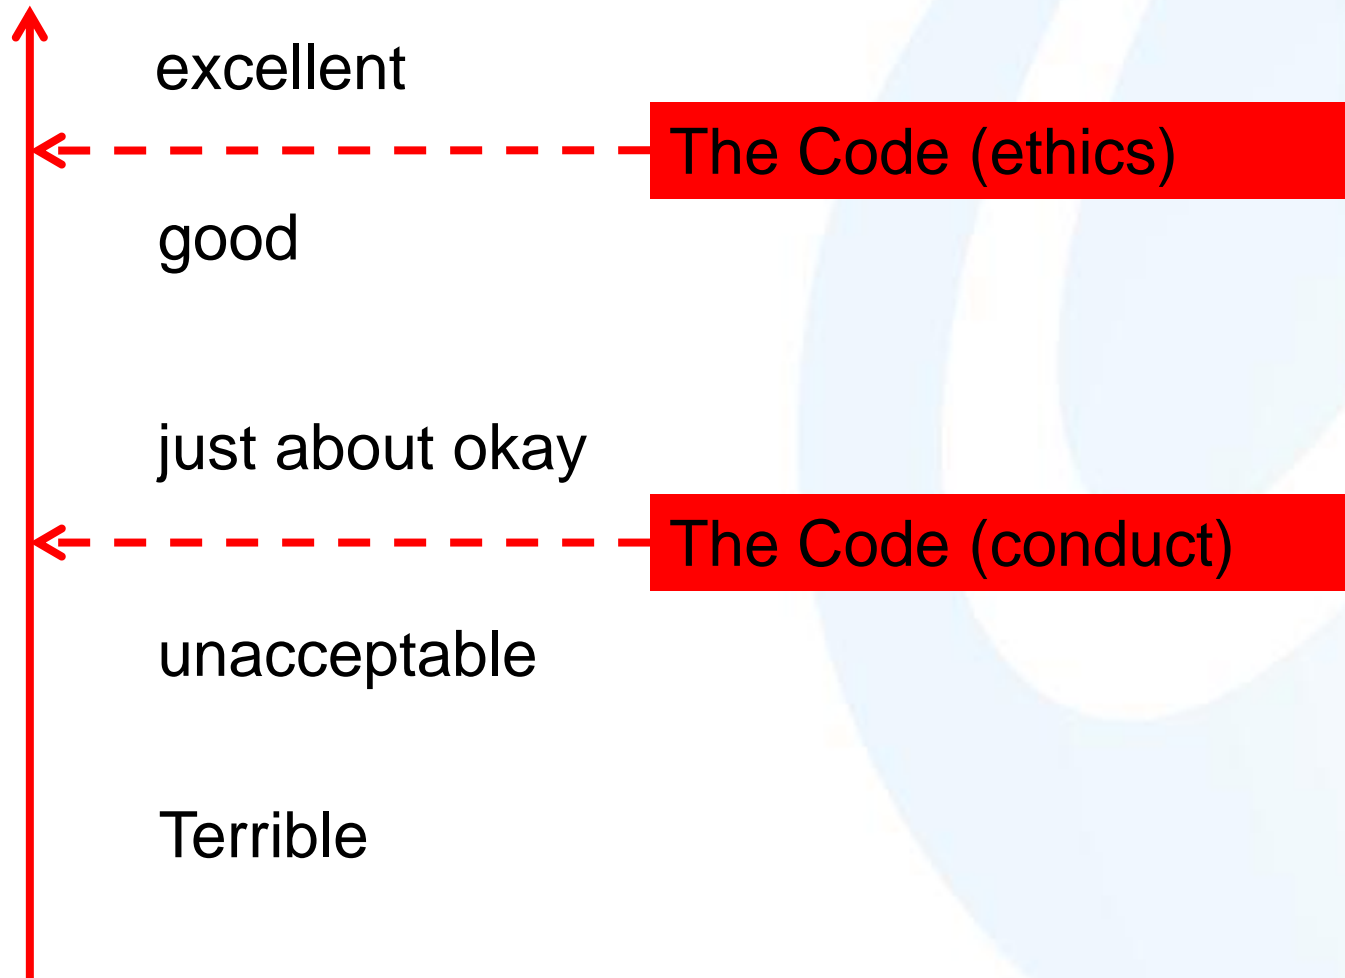 excellent
The Code (ethics)
good
just about okay
The Code (conduct)
unacceptable
Terrible